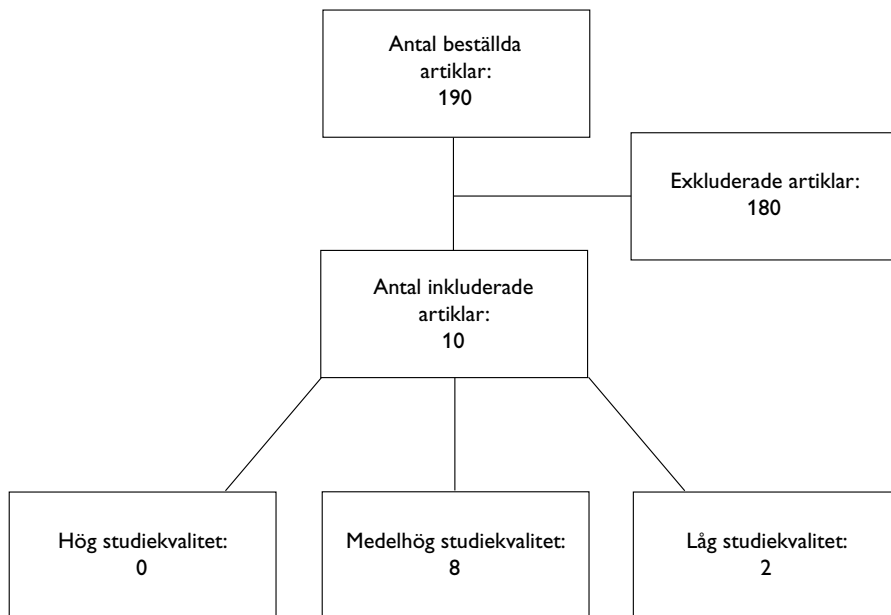 Antal beställda
artiklar:
190
Exkluderade artiklar:
180
Antal inkluderade
artiklar:
10
Hög studiekvalitet:
0
Medelhög studiekvalitet:
8
Låg studiekvalitet:
2